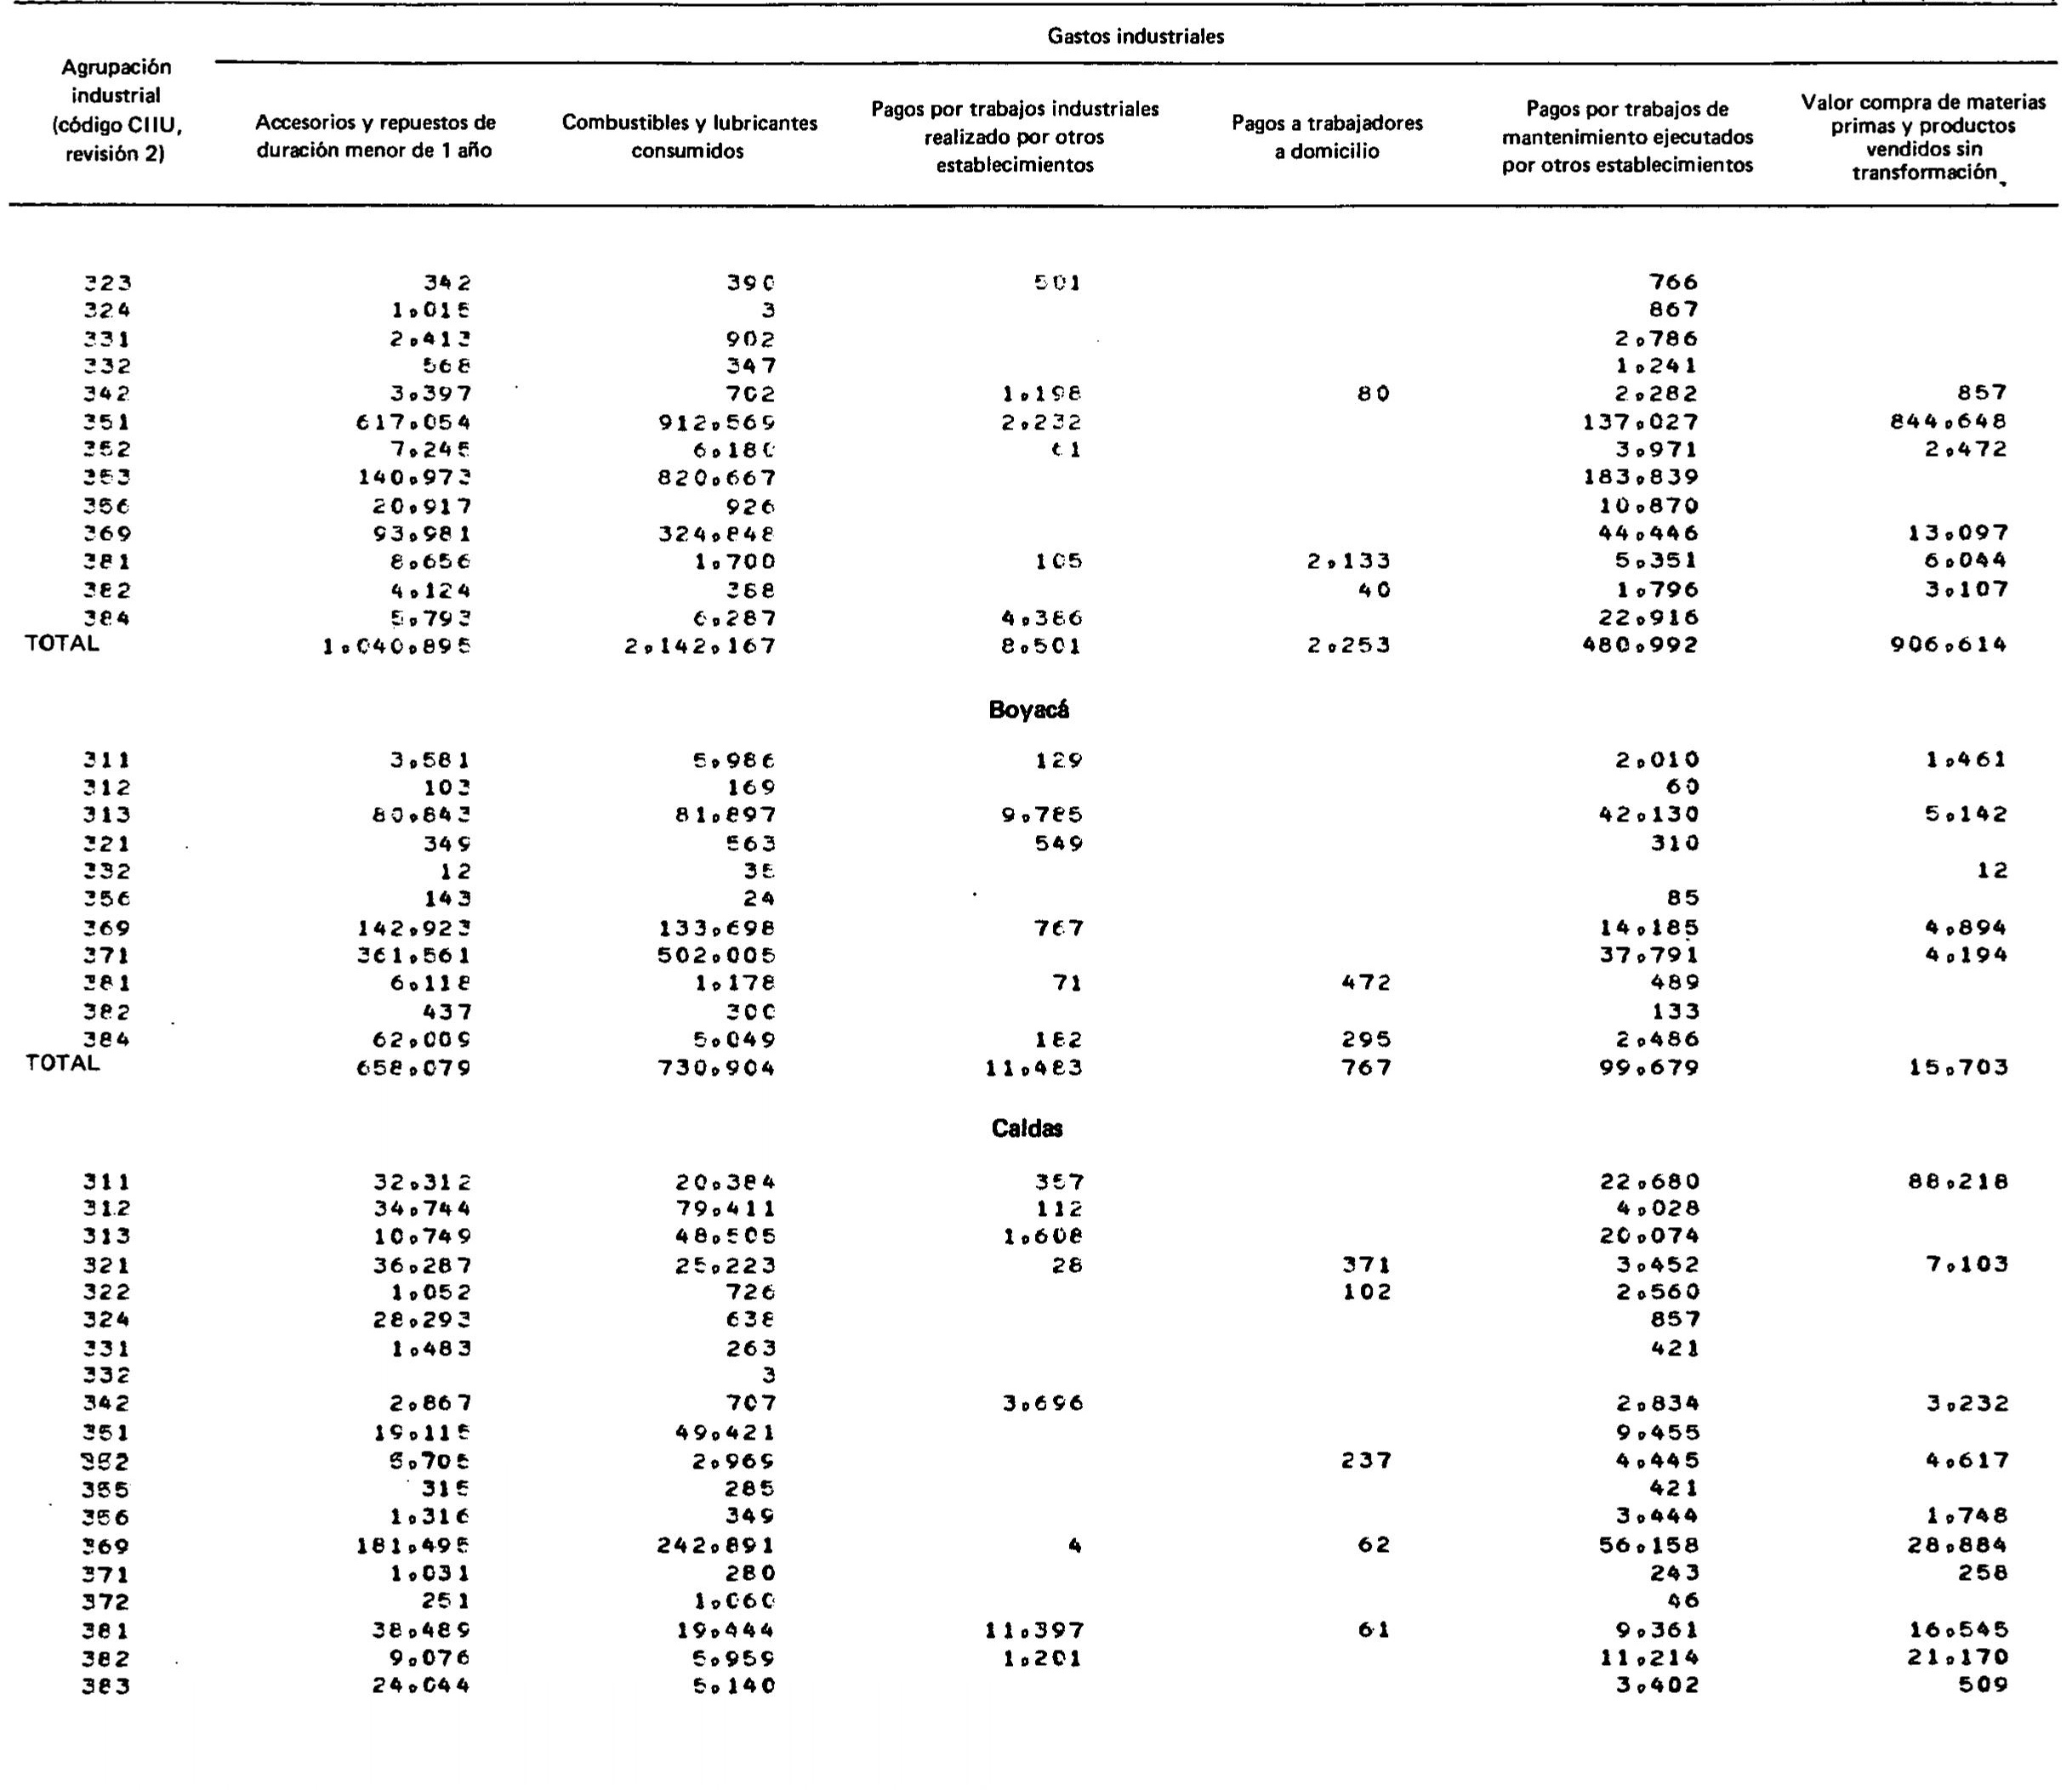 Gastos industriales
Agrupación industrial (código CIIU, revisión 2) Accesorios y repuestos de duración menor de 1 año Combustibles y lubricantes consumidos Pagos por trabajos industriales realizado por otros establecimientos Pagos a trabajadores a domicilio Pagos por trabajos de mantenimiento ejecutados por otros establecimientos Valor compra de materias primas y productos vendidos sin transformación
323 342 390 501 766
324 1,015 3 867
331 2,413 902 2,786
332 568 347 1,241
342 3,397 702 1,198 80 2,282 857
351 617,054 912,569 2,232 137,027 844,648
352 7,245 6,180 61 3,971 2,472
353 140,973 820,667 183,839
356 20,917 926 10,870
369 93,981 324,848 44,446 13,097
381 8,656 1,700 105 2,133 5,351 6,044
382 4,124 388 40 1,796 3,107
384 5,793 6,287 4,386 22,916
TOTAL 1,040,895 2,142,167 8,501 2,253 480,992 906,614
Boyacá
311 3,581 5,986 129 2,010 1,461
312 103 169 60
313 80,843 81,897 9,785 42,130 5,142
321 349 563 549 310
332 12 35 12
356 143 24 85
369 142,923 133,698 767 14,185 4,894
371 361,561 502,005 37,791 4,194
381 6,118 1,178 71 472 489
382 437 300 133
384 62,009 5,049 182 295 2,486
TOTAL 658,079 730,904 11,483 767 99,679 15,703
Caldas
311 32,312 20,384 357 22,680 88,218
312 34,744 79,411 112 4,028
313 10,749 48,505 1,608 20,074
321 36,287 25,223 28 371 3,452 7,103
322 1,052 726 102 2,560
324 28,293 638 857
331 1,483 263 421
332 3
342 2,867 707 3,696 2,834 3,232
351 19,115 49,421 9,455
352 5,705 2,969 237 4,445 4,617
355 315 285 421
356 1,316 349 3,444 1,748
369 181,495 242,891 4 62 56,158 28,884
371 1,031 280 243 258
372 251 1,060 46
381 38,489 19,444 11,397 61 9,361 16,545
382 9,076 5,959 1,201 11,214 21,170
383 24,044 5,140 3,402 509